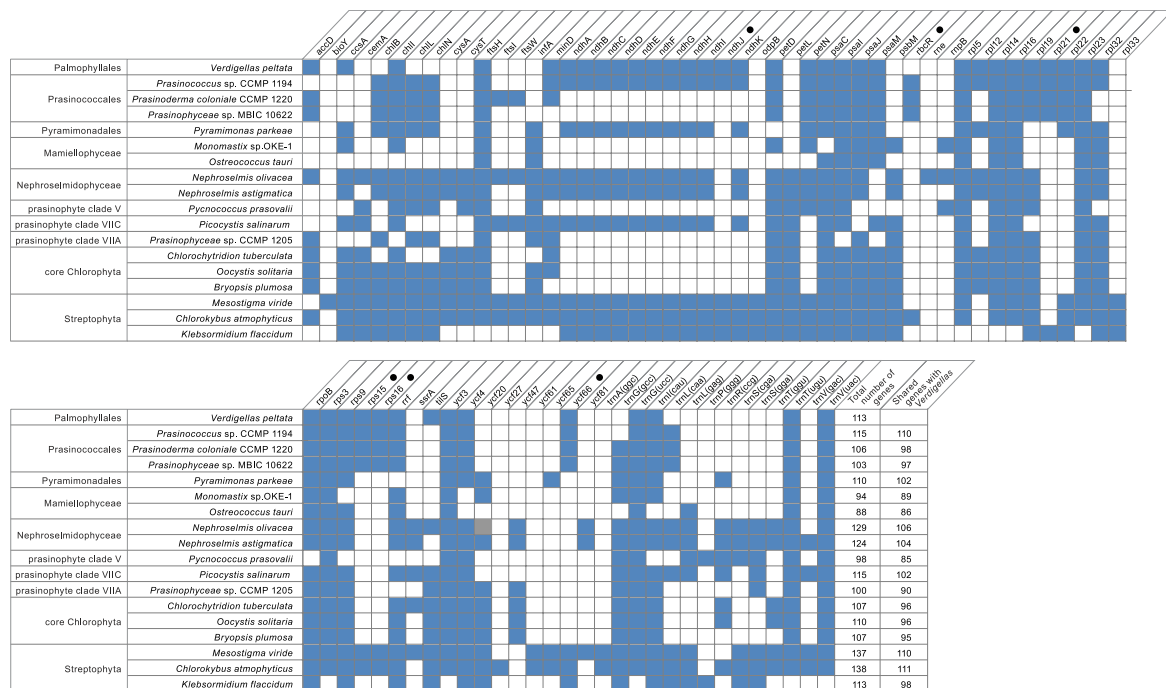 accD bioY ccsA cemA chlB chlI chlL chlN cysA cysT ftsH ftsI ftsW infA minD ndhA ndhB ndhC ndhD ndhE ndhF ndhG ndhH ndhI ndhJ ndhK odpB petD petL petN psaC psaI psaJ psaM psbM rbcR rne rnpB rpl5 rpl12 rpl14 rpl16 rpl19 rpl21 rpl22 rpl23 rpl32 rpl33
Palmophyllales Verdigellas peltata
Prasinococcus sp. CCMP 1194
Prasinococcales Prasinoderma coloniale CCMP 1220
Prasinophyceae sp. MBIC 10622
Pyramimonadales Pyramimonas parkeae
Mamiellophyceae Monomastix sp.OKE-1
Ostreococcus tauri
Nephroselmidophyceae Nephroselmis olivacea
Nephroselmis astigmatica
prasinophyte clade V Pycnococcus prasovalii
prasinophyte clade VIIC Picocystis salinarum
prasinophyte clade VIIA Prasinophyceae sp. CCMP 1205
Chlorochytridion tuberculata
core Chlorophyta Oocystis solitaria
Bryopsis plumosa
Mesostigma viride
Streptophyta Chlorokybus atmophyticus
Klebsormidium flaccidum
rpoB rps3 rps9 rps15 rps16 rrf ssrA tilS ycf3 ycf4 ycf20 ycf27 ycf47 ycf61 ycf65 ycf66 ycf81 trnA(ggc) trnG(gcc) trnG(ucc) trnI(cau) trnL(caa) trnL(gag) trnP(ggg) trnR(ccg) trnS(cga) trnS(gga) trnT(ggu) trnT(ugu) trnV(gac) trnV(uac) Total number of genes Shared genes with Verdigellas
Palmophyllales Verdigellas peltata 113
Prasinococcus sp. CCMP 1194 115 110
Prasinococcales Prasinoderma coloniale CCMP 1220 106 98
Prasinophyceae sp. MBIC 10622 103 97
Pyramimonadales Pyramimonas parkeae 110 102
Mamiellophyceae Monomastix sp.OKE-1 94 89
Ostreococcus tauri 88 86
Nephroselmidophyceae Nephroselmis olivacea 129 106
Nephroselmis astigmatica 124 104
prasinophyte clade V Pycnococcus prasovalii 98 85
prasinophyte clade VIIC Picocystis salinarum 115 102
prasinophyte clade VIIA Prasinophyceae sp. CCMP 1205 100 90
Chlorochytridion tuberculata 107 96
core Chlorophyta Oocystis solitaria 110 96
Bryopsis plumosa 107 95
Mesostigma viride 137 110
Streptophyta Chlorokybus atmophyticus 138 111
Klebsormidium flaccidum 113 98